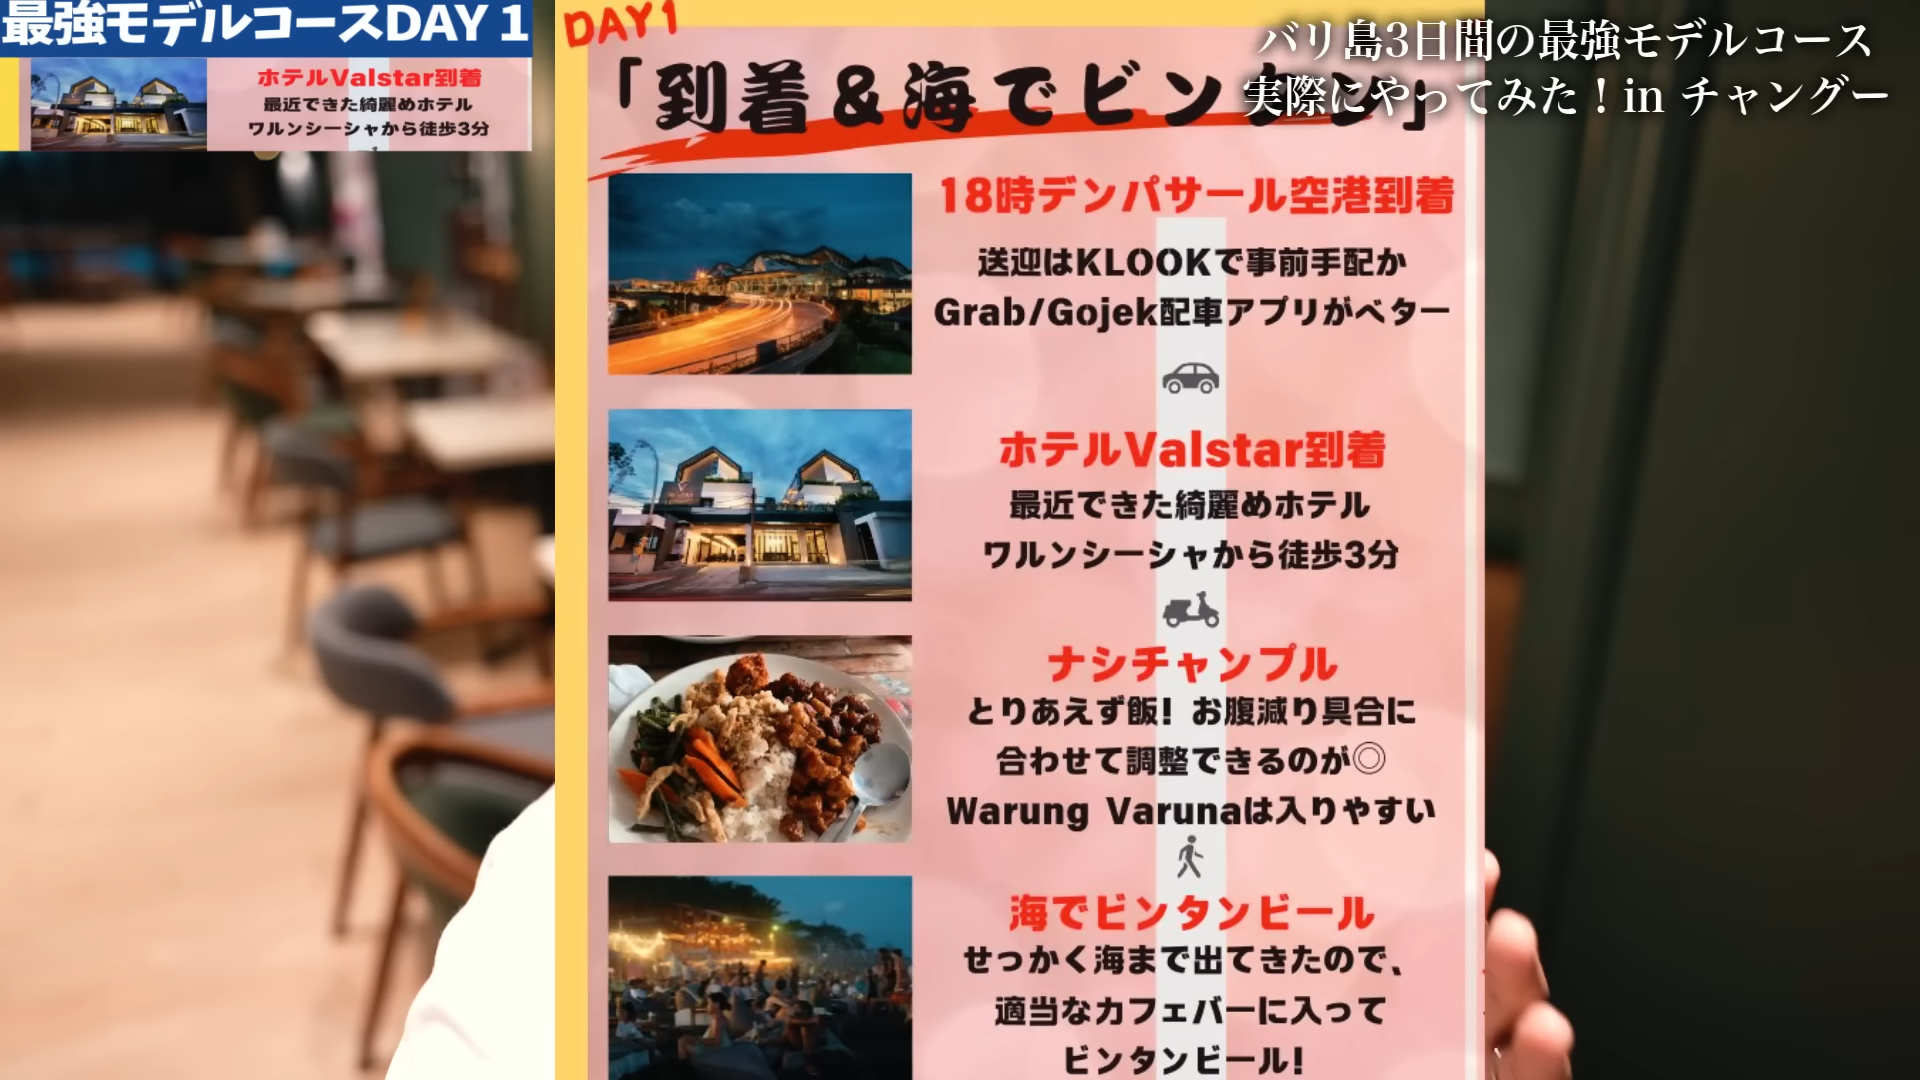 最強モデルコースDAY1
ホテルValstar到着
最近できた綺麗めホテル
ワルンシーシャから徒歩3分
DAY1
「到着&海でビンタン」
バリ島3日間の最強モデルコース
実際にやってみた!in チャングー
18時デンパサール空港到着
送迎はKLOOKで事前手配か
Grab/Gojek配車アプリがベター
ホテルValstar到着
最近できた綺麗めホテル
ワルンシーシャから徒歩3分
ナシチャンプル
とりあえず飯! お腹減り具合に
合わせて調整できるのが◎
Warung Varunaは入りやすい
海でビンタンビール
せっかく海まで出てきたので、
適当なカフェバーに入って
ビンタンビール!